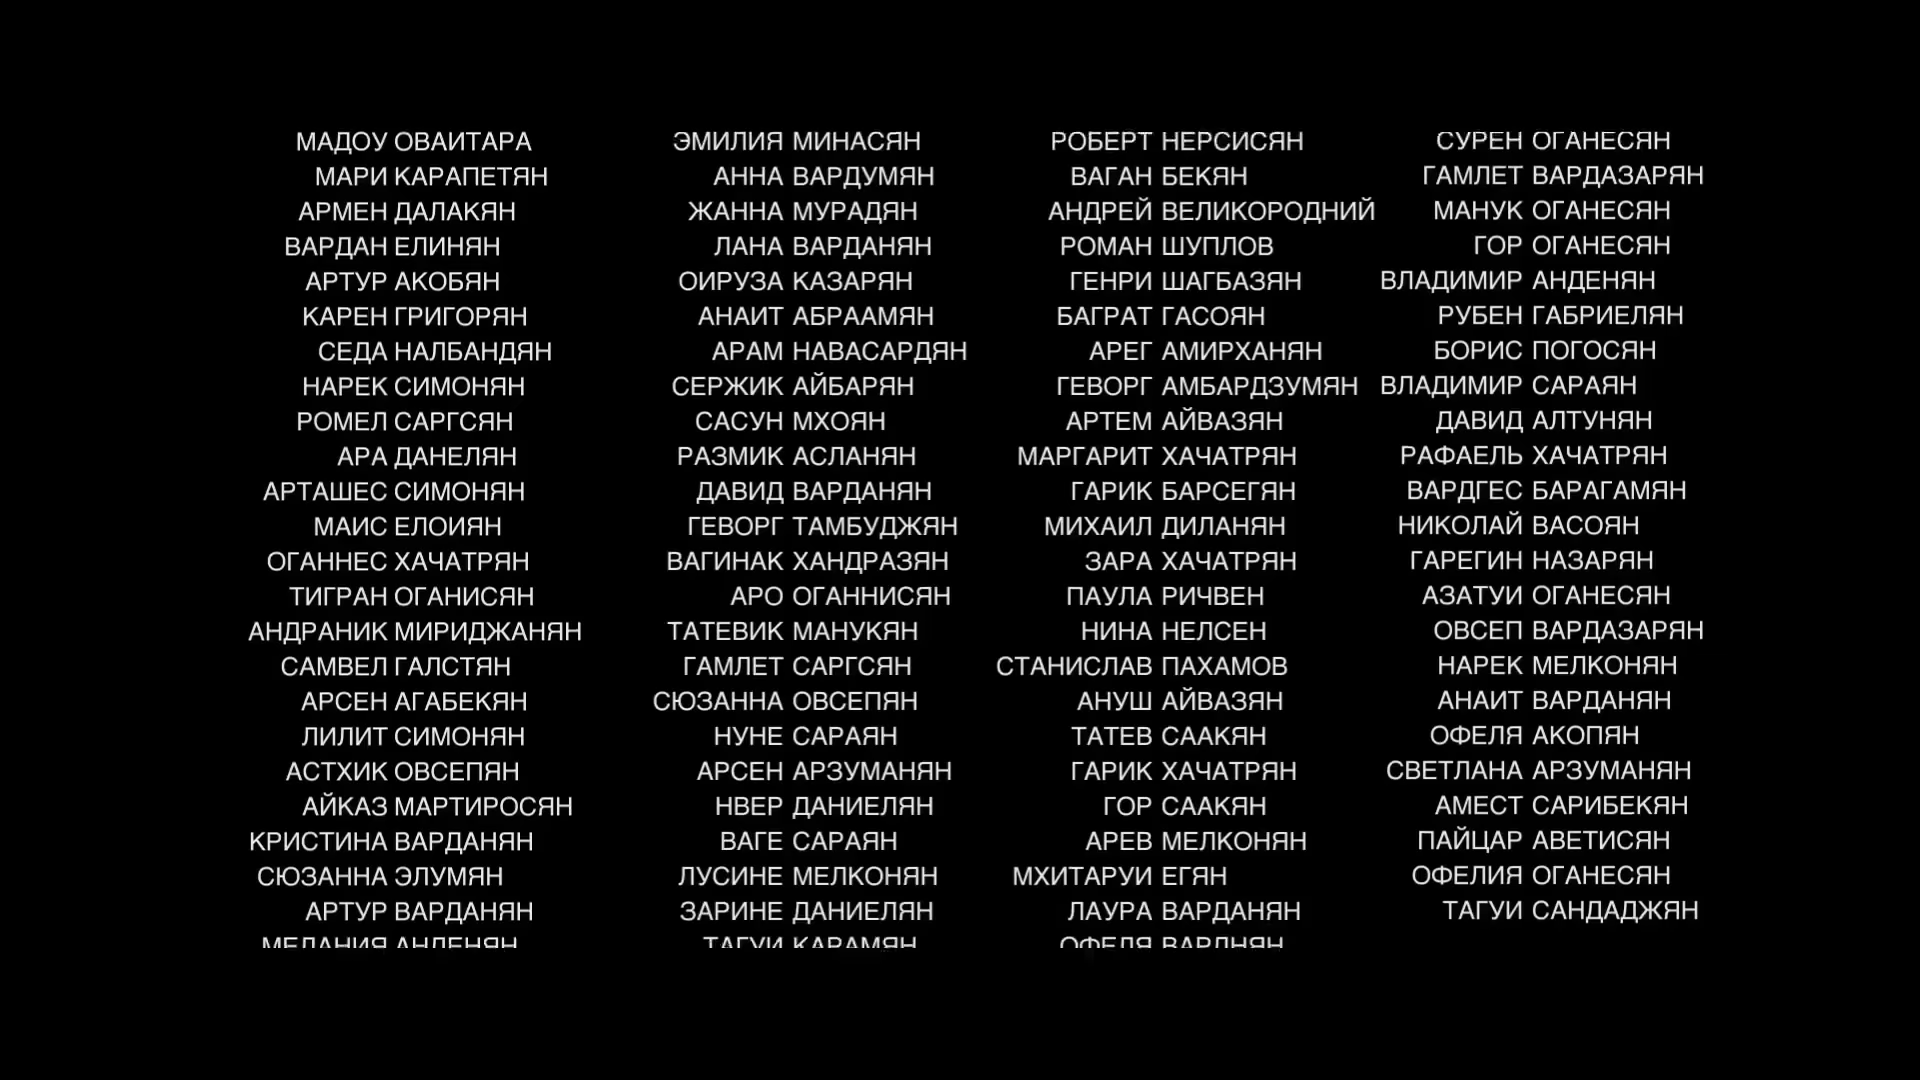 МАДОУ ОВАИТАРА
МАРИ КАРАПЕТЯН
АРМЕН ДАЛАКЯН
ВАРДАН ЕЛИНЯН
АРТУР АКОБЯН
КАРЕН ГРИГОРЯН
СЕДА НАЛБАНДЯН
НАРЕК СИМОНЯН
РОМЕЛ САРГСЯН
АРА ДАНЕЛЯН
АРТАШЕС СИМОНЯН
МАИС ЕЛОИЯН
ОГАННЕС ХАЧАТРЯН
ТИГРАН ОГАНИСЯН
АНДРАНИК МИРИДЖАНЯН
САМВЕЛ ГАЛСТЯН
АРСЕН АГАБЕКЯН
ЛИЛИТ СИМОНЯН
АСТХИК ОВСЕПЯН
АЙКАЗ МАРТИРОСЯН
КРИСТИНА ВАРДАНЯН
СЮЗАННА ЭЛУМЯН
АРТУР ВАРДАНЯН
МЕЛАНИЯ АНДЕНЯН
ЭМИЛИЯ МИНАСЯН
АННА ВАРДУМЯН
ЖАННА МУРАДЯН
ЛАНА ВАРДАНЯН
ОИРУЗА КАЗАРЯН
АНАИТ АБРААМЯН
АРАМ НАВАСАРДЯН
СЕРЖИК АЙБАРЯН
САСУН МХОЯН
РАЗМИК АСЛАНЯН
ДАВИД ВАРДАНЯН
ГЕВОРГ ТАМБУДЖЯН
ВАГИНАК ХАНДРАЗЯН
АРО ОГАННИСЯН
ТАТЕВИК МАНУКЯН
ГАМЛЕТ САРГСЯН
СЮЗАННА ОВСЕПЯН
НУНЕ САРАЯН
АРСЕН АРЗУМАНЯН
НВЕР ДАНИЕЛЯН
ВАГЕ САРАЯН
ЛУСИНЕ МЕЛКОНЯН
ЗАРИНЕ ДАНИЕЛЯН
ТАГУИ КАРАМЯН
РОБЕРТ НЕРСИСЯН
ВАГАН БЕКЯН
АНДРЕЙ ВЕЛИКОРОДНИЙ
РОМАН ШУПЛОВ
ГЕНРИ ШАГБАЗЯН
БАГРАТ ГАСОЯН
АРЕГ АМИРХАНЯН
ГЕВОРГ АМБАРДЗУМЯН
АРТЕМ АЙВАЗЯН
МАРГАРИТ ХАЧАТРЯН
ГАРИК БАРСЕГЯН
МИХАИЛ ДИЛАНЯН
ЗАРА ХАЧАТРЯН
ПАУЛА РИЧВЕН
НИНА НЕЛСЕН
СТАНИСЛАВ ПАХАМОВ
АНУШ АЙВАЗЯН
ТАТЕВ СААКЯН
ГАРИК ХАЧАТРЯН
ГОР СААКЯН
АРЕВ МЕЛКОНЯН
МХИТАРУИ ЕГЯН
ЛАУРА ВАРДАНЯН
ОФЕЛЯ ВАРДНЯН
СУРЕН ОГАНЕСЯН
ГАМЛЕТ ВАРДАЗАРЯН
МАНУК ОГАНЕСЯН
ГОР ОГАНЕСЯН
ВЛАДИМИР АНДЕНЯН
РУБЕН ГАБРИЕЛЯН
БОРИС ПОГОСЯН
ВЛАДИМИР САРАЯН
ДАВИД АЛТУНЯН
РАФАЕЛЬ ХАЧАТРЯН
ВАРДГЕС БАРАГАМЯН
НИКОЛАЙ ВАСОЯН
ГАРЕГИН НАЗАРЯН
АЗАТУИ ОГАНЕСЯН
ОВСЕП ВАРДАЗАРЯН
НАРЕК МЕЛКОНЯН
АНАИТ ВАРДАНЯН
ОФЕЛЯ АКОПЯН
СВЕТЛАНА АРЗУМАНЯН
АМЕСТ САРИБЕКЯН
ПАЙЦАР АВЕТИСЯН
ОФЕЛИЯ ОГАНЕСЯН
ТАГУИ САНДАДЖЯН